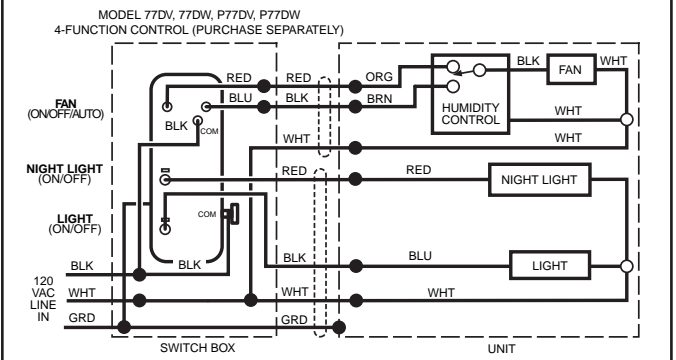 MODEL 77DV, 77DW, P77DV, P77DW
4-FUNCTION CONTROL (PURCHASE SEPARATELY)
RED RED ORG BLK WHT
FAN
BLU BLK BRN
FAN
(ON/OFF/AUTO)
HUMIDITY
CONTROL
WHT
BLK COM
WHT WHT
NIGHT LIGHT
(ON/OFF)
RED RED
NIGHT LIGHT
LIGHT
(ON/OFF)
COM
BLK BLU
LIGHT
BLK BLK
120
VAC
LINE
IN
WHT WHT WHT
GRD GRD
SWITCH BOX UNIT